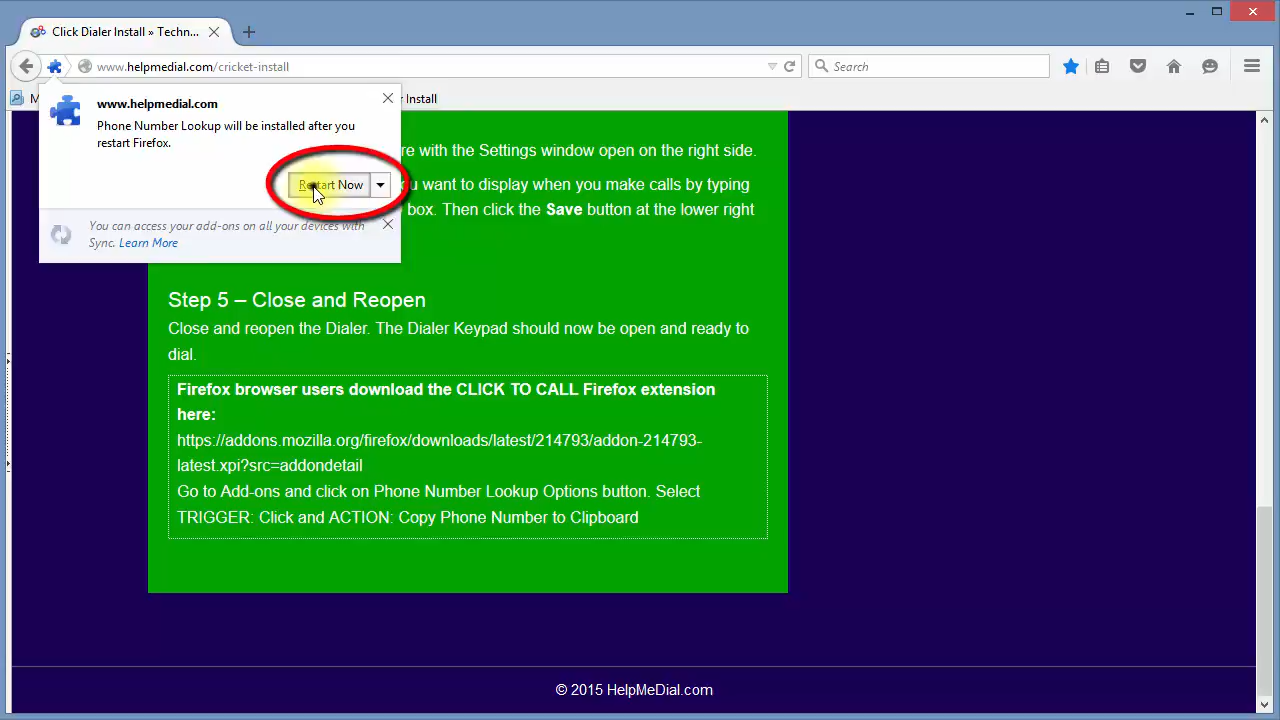 Click Dialer Install » Techn...
www.helpmedial.com/cricket-install
Search
M
r Install
www.helpmedial.com
Phone Number Lookup will be installed after you
restart Firefox.
Restart Now
You can access your add-ons on all your devices with
Sync. Learn More
re with the Settings window open on the right side.
u want to display when you make calls by typing
box. Then click the Save button at the lower right
Step 5 – Close and Reopen
Close and reopen the Dialer. The Dialer Keypad should now be open and ready to
dial.
Firefox browser users download the CLICK TO CALL Firefox extension
here:
https://addons.mozilla.org/firefox/downloads/latest/214793/addon-214793-
latest.xpi?src=addondetail
Go to Add-ons and click on Phone Number Lookup Options button. Select
TRIGGER: Click and ACTION: Copy Phone Number to Clipboard
© 2015 HelpMeDial.com